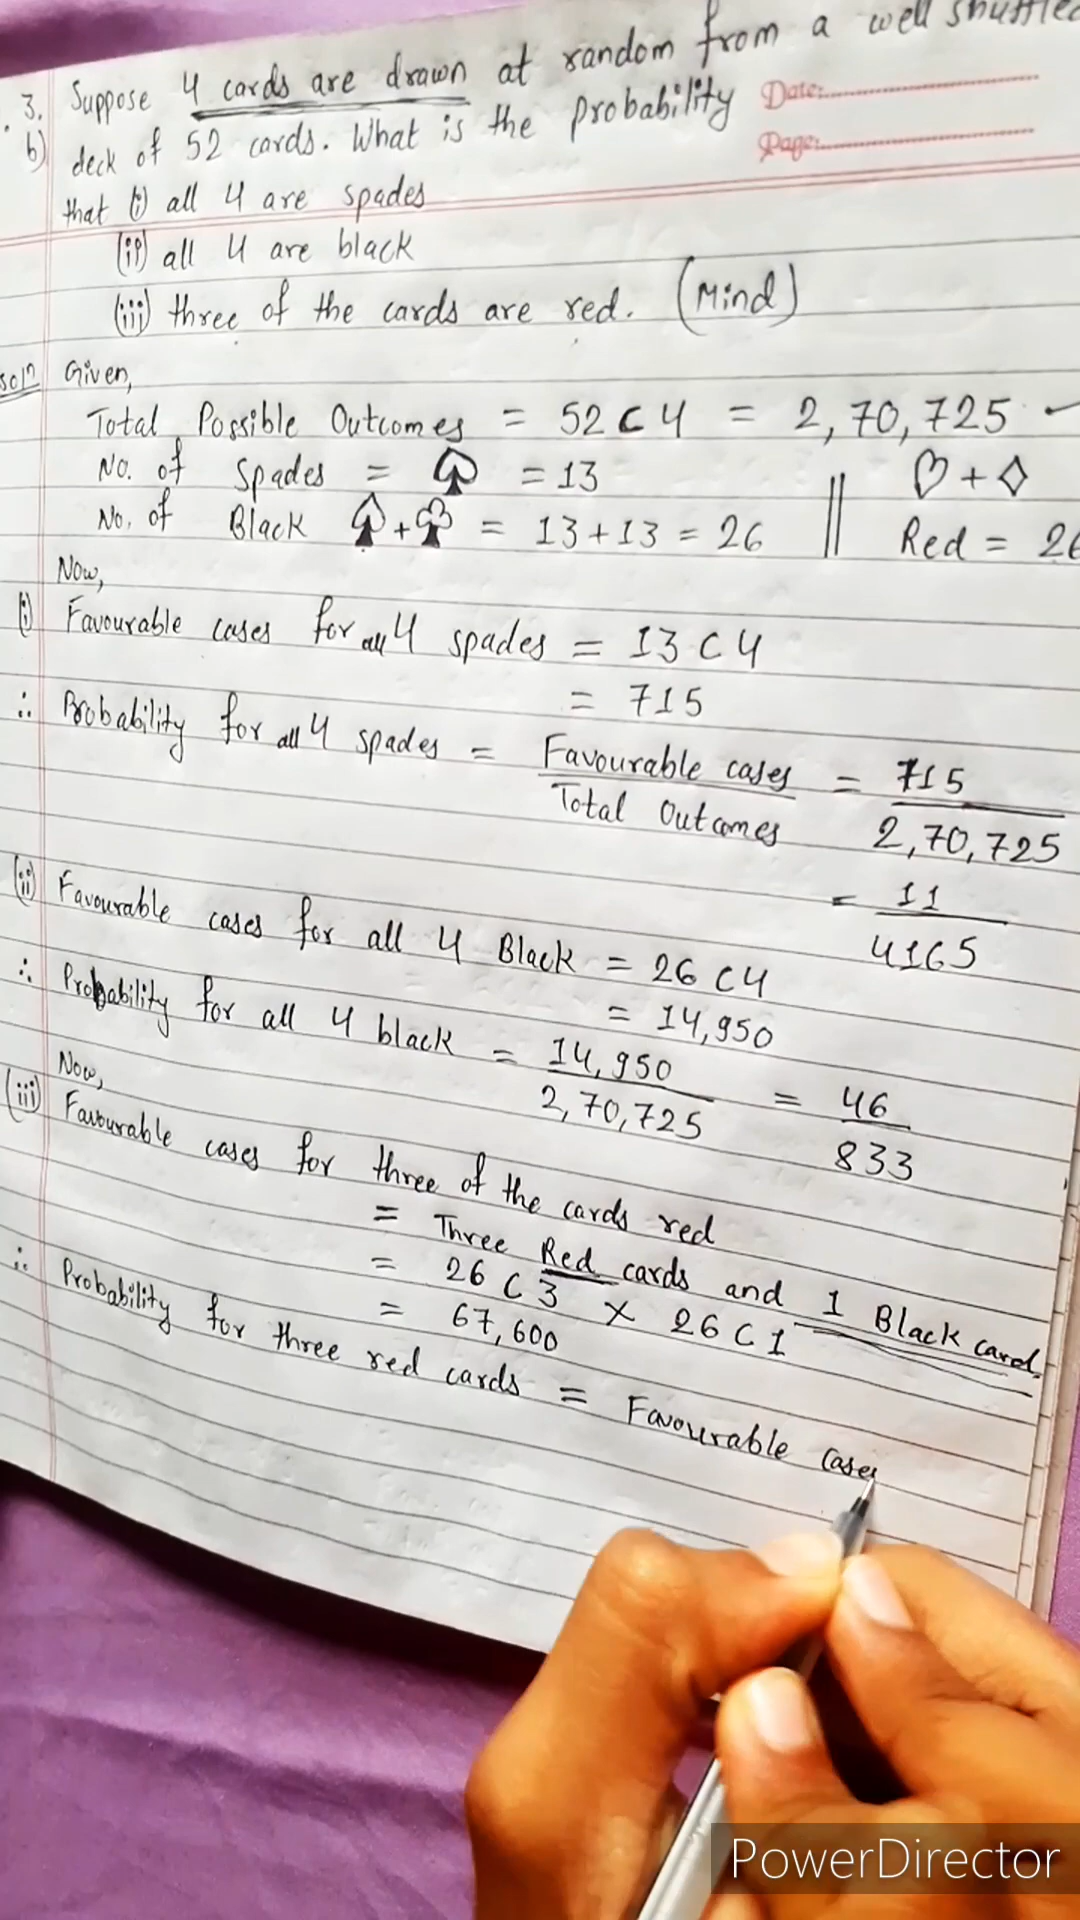 3. Suppose 4 cards are drawn at random from a well shuffled
b) deck of 52 cards. What is the probability
Date:
Page:
that (i) all 4 are spades
(ii) all 4 are black
(iii) three of the cards are red. (Mind)
Soln Given,
Total Possible Outcomes = 52C4 = 2,70,725
No. of Spades = ♤ = 13
♡ + ◇
No. of Black ♤ + ♧ = 13 + 13 = 26
Red = 26
Now,
(i) Favourable cases for all 4 spades = 13C4
= 715
∴ Probability for all 4 spades = Favourable cases / Total Outcomes = 715 / 2,70,725
= 11 / 4165
(ii) Favourable cases for all 4 Black = 26C4
= 14,950
∴ Probability for all 4 black = 14,950 / 2,70,725 = 46 / 833
Now,
(iii) Favourable cases for three of the cards red
= Three Red cards and 1 Black card.
= 26C3 × 26C1
= 67,600
∴ Probability for three red cards = Favourable Cases
PowerDirector